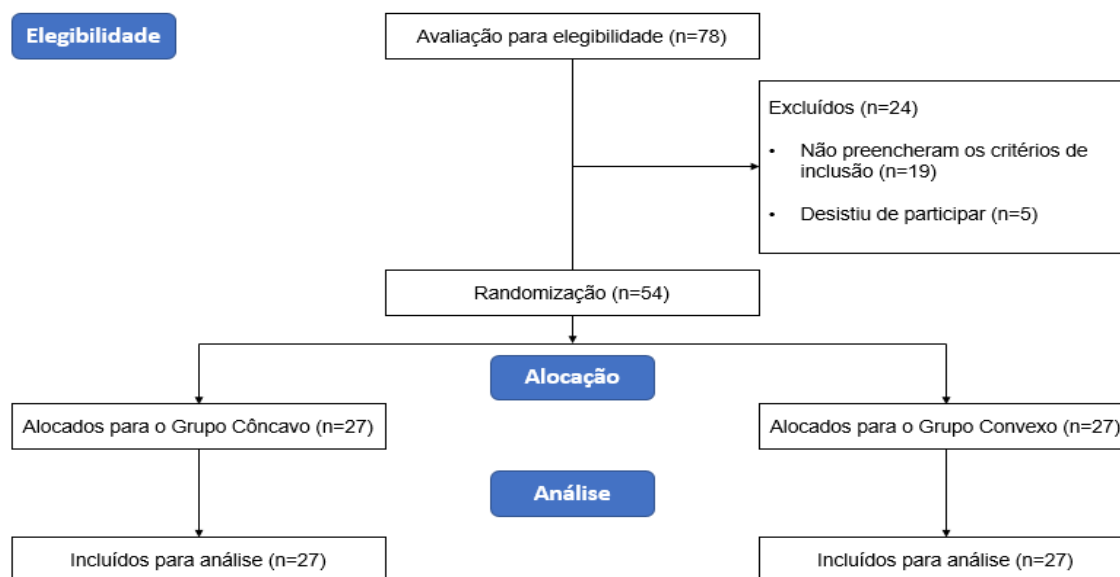 Elegibilidade
Avaliação para elegibilidade (n=78)
Excluídos (n=24)
• Não preencheram os critérios de
inclusão (n=19)
• Desistiu de participar (n=5)
Randomização (n=54)
Alocação
Alocados para o Grupo Côncavo (n=27)
Alocados para o Grupo Convexo (n=27)
Análise
Incluídos para análise (n=27)
Incluídos para análise (n=27)